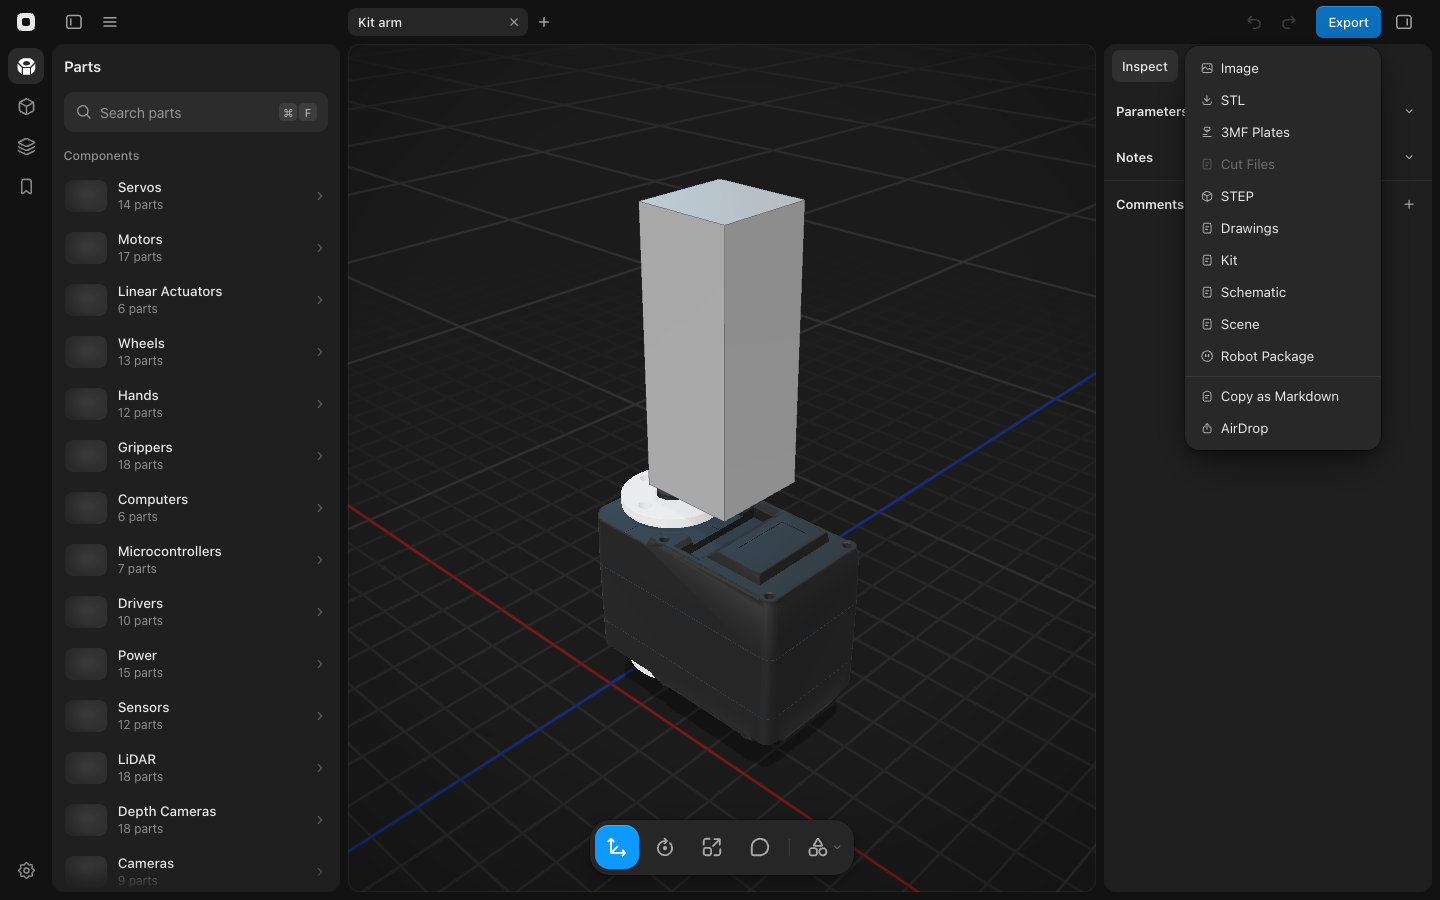 Kit arm
Export
Parts
Search parts
⌘ F
Components
Servos
14 parts
Motors
17 parts
Linear Actuators
6 parts
Wheels
13 parts
Hands
12 parts
Grippers
18 parts
Computers
6 parts
Microcontrollers
7 parts
Drivers
10 parts
Power
15 parts
Sensors
12 parts
LiDAR
18 parts
Depth Cameras
18 parts
Cameras
9 parts
Inspect
Parameters
Notes
Comments
Image
STL
3MF Plates
Cut Files
STEP
Drawings
Kit
Schematic
Scene
Robot Package
Copy as Markdown
AirDrop